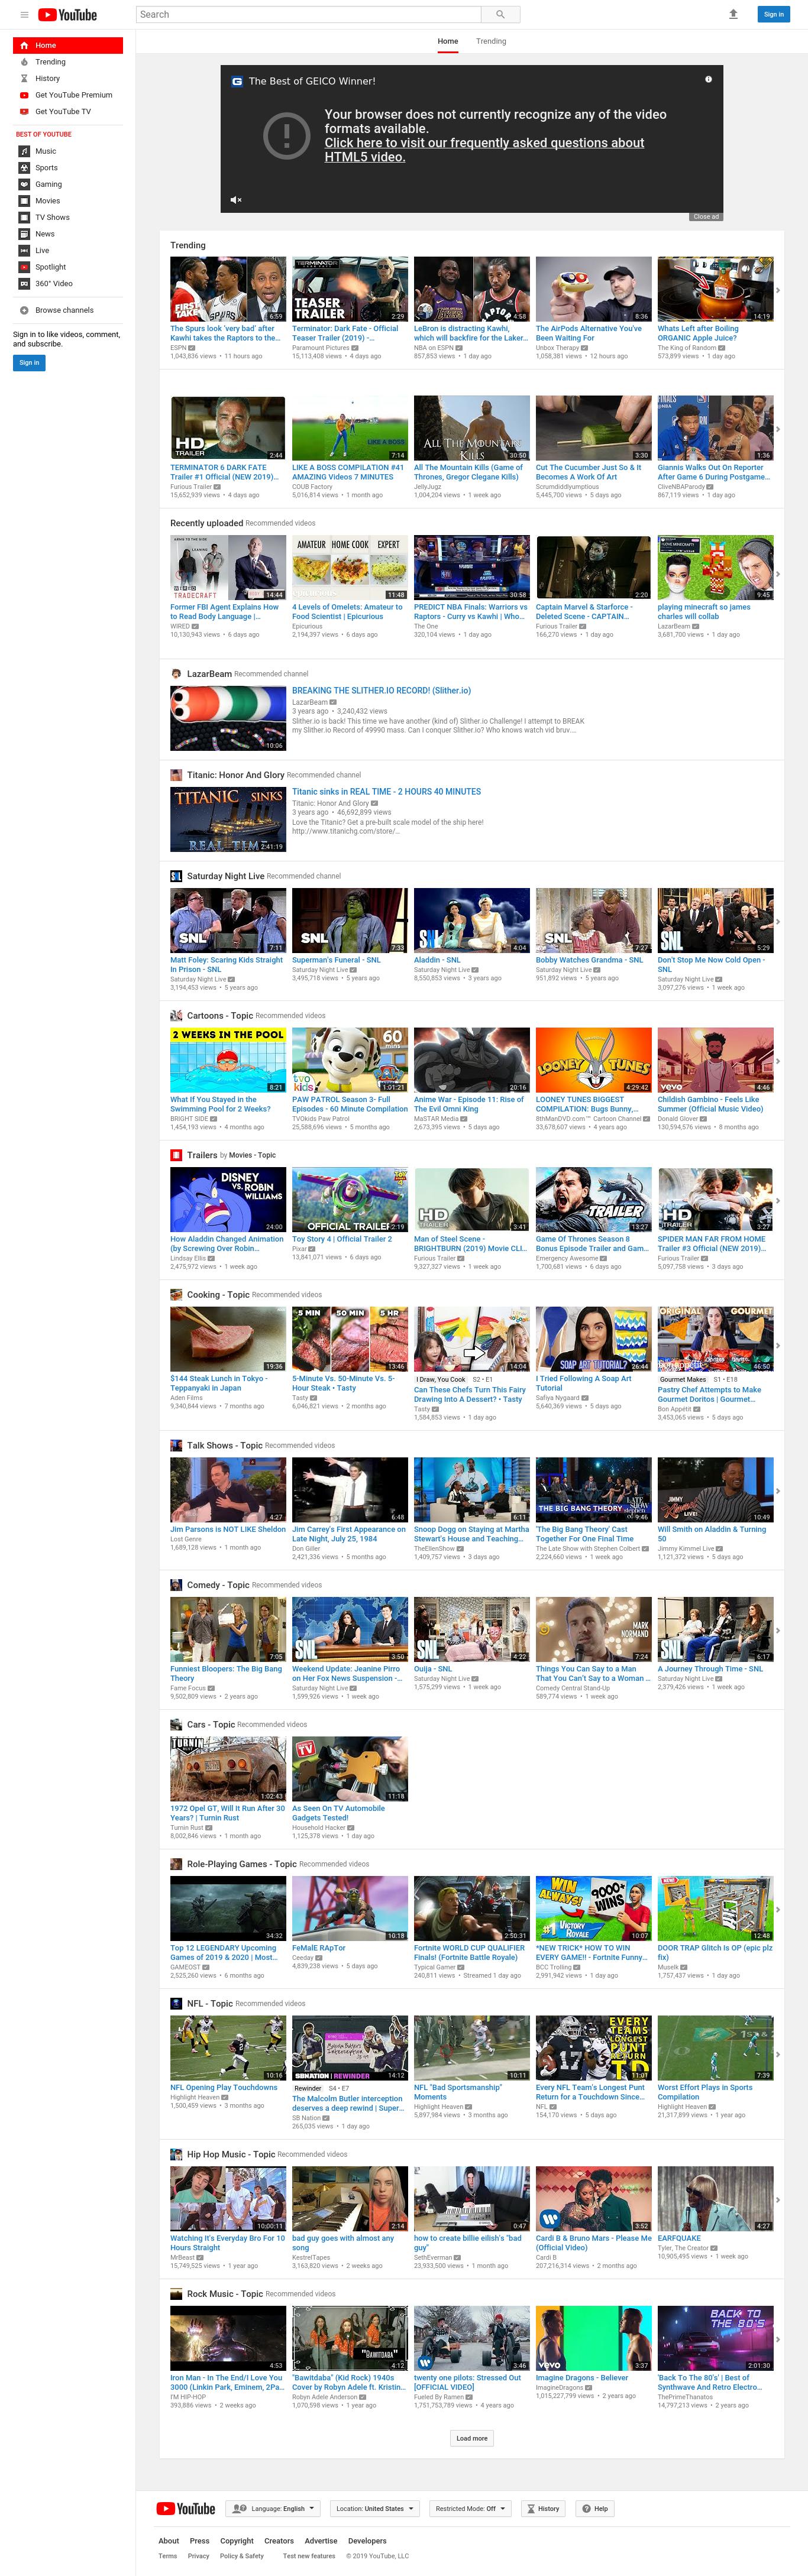 YouTube
Search
Sign in
Home
Trending
History
Get YouTube Premium
Get YouTube TV
BEST OF YOUTUBE
Music
Sports
Gaming
Movies
TV Shows
News
Live
Spotlight
360° Video
Browse channels
Sign in to like videos, comment,
and subscribe.
Sign in
Home Trending
The Best of GEICO Winner!
Your browser does not currently recognize any of the video
formats available.
Click here to visit our frequently asked questions about
HTML5 video.
Close ad
Trending
6:59 2:29 4:58 8:36 14:19
The Spurs look 'very bad' after
Kawhi takes the Raptors to the...
ESPN
1,043,836 views • 11 hours ago
Terminator: Dark Fate - Official
Teaser Trailer (2019) -...
Paramount Pictures
15,113,408 views • 4 days ago
LeBron is distracting Kawhi,
which will backfire for the Laker...
NBA on ESPN
857,853 views • 1 day ago
The AirPods Alternative You've
Been Waiting For
Unbox Therapy
1,058,381 views • 12 hours ago
Whats Left after Boiling
ORGANIC Apple Juice?
The King of Random
573,899 views • 1 day ago
2:44 7:14 30:50 3:30 1:36
TERMINATOR 6 DARK FATE
Trailer #1 Official (NEW 2019)...
Furious Trailer
15,652,939 views • 4 days ago
LIKE A BOSS COMPILATION #41
AMAZING Videos 7 MINUTES
COUB Factory
5,016,814 views • 1 month ago
All The Mountain Kills (Game of
Thrones, Gregor Clegane Kills)
JellyJugz
1,004,204 views • 1 week ago
Cut The Cucumber Just So & It
Becomes A Work Of Art
Scrumdiddlyumptious
5,445,700 views • 5 days ago
Giannis Walks Out On Reporter
After Game 6 During Postgame...
CliveNBAParody
867,119 views • 1 day ago
Recently uploaded Recommended videos
14:44 11:48 30:58 2:20 9:45
Former FBI Agent Explains How
to Read Body Language |...
WIRED
10,130,943 views • 6 days ago
4 Levels of Omelets: Amateur to
Food Scientist | Epicurious
Epicurious
2,194,397 views • 6 days ago
PREDICT NBA Finals: Warriors vs
Raptors - Curry vs Kawhi | Who...
The One
320,104 views • 1 day ago
Captain Marvel & Starforce -
Deleted Scene - CAPTAIN...
Furious Trailer
166,270 views • 1 day ago
playing minecraft so james
charles will collab
LazarBeam
3,681,700 views • 1 day ago
LazarBeam Recommended channel
10:06
BREAKING THE SLITHER.IO RECORD! (Slither.io)
LazarBeam
3 years ago • 3,240,432 views
Slither.io is back! This time we have another (kind of) Slither.io Challenge! I attempt to BREAK
my Slither.io Record of 49990 mass. Can I conquer Slither.io? Who knows watch vid bruv....
Titanic: Honor And Glory Recommended channel
TITANIC SINKS
REAL TIM
2:41:19
Titanic sinks in REAL TIME - 2 HOURS 40 MINUTES
Titanic: Honor And Glory
3 years ago • 46,692,899 views
Love the Titanic? Get a pre-built scale model of the ship here!
http://www.titanichg.com/store/...
Saturday Night Live Recommended channel
7:11 7:33 4:04 7:27 5:29
Matt Foley: Scaring Kids Straight
In Prison - SNL
Saturday Night Live
3,194,453 views • 5 years ago
Superman's Funeral - SNL
Saturday Night Live
3,495,718 views • 5 years ago
Aladdin - SNL
Saturday Night Live
8,550,853 views • 3 years ago
Bobby Watches Grandma - SNL
Saturday Night Live
951,892 views • 5 years ago
Don't Stop Me Now Cold Open -
SNL
Saturday Night Live
3,097,276 views • 1 week ago
Cartoons - Topic Recommended videos
8:21 1:01:21 20:16 4:29:42 4:46
What If You Stayed in the
Swimming Pool for 2 Weeks?
BRIGHT SIDE
1,454,193 views • 4 months ago
PAW PATROL Season 3- Full
Episodes - 60 Minute Compilation
TVOkids Paw Patrol
25,588,696 views • 5 months ago
Anime War - Episode 11: Rise of
The Evil Omni King
MaSTAR Media
2,673,395 views • 5 days ago
LOONEY TUNES BIGGEST
COMPILATION: Bugs Bunny,...
8thManDVD.com™ Cartoon Channel
33,678,607 views • 4 years ago
Childish Gambino - Feels Like
Summer (Official Music Video)
Donald Glover
130,594,576 views • 8 months ago
Trailers by Movies - Topic
24:00 2:19 3:41 13:27 3:27
How Aladdin Changed Animation
(by Screwing Over Robin...
Lindsay Ellis
2,475,972 views • 1 week ago
Toy Story 4 | Official Trailer 2
Pixar
13,841,071 views • 6 days ago
Man of Steel Scene -
BRIGHTBURN (2019) Movie CLI...
Furious Trailer
9,327,327 views • 1 week ago
Game Of Thrones Season 8
Bonus Episode Trailer and Gam...
Emergency Awesome
1,700,681 views • 6 days ago
SPIDER MAN FAR FROM HOME
Trailer #3 Official (NEW 2019)...
Furious Trailer
5,097,758 views • 3 days ago
Cooking - Topic Recommended videos
19:36 13:46 14:04 26:44 46:50
$144 Steak Lunch in Tokyo -
Teppanyaki in Japan
Aden Films
9,340,844 views • 7 months ago
5-Minute Vs. 50-Minute Vs. 5-
Hour Steak • Tasty
Tasty
6,046,821 views • 2 months ago
I Draw, You Cook S2 • E1
Can These Chefs Turn This Fairy
Drawing Into A Dessert? • Tasty
Tasty
1,584,853 views • 1 day ago
I Tried Following A Soap Art
Tutorial
Safiya Nygaard
5,640,369 views • 5 days ago
Gourmet Makes S1 • E18
Pastry Chef Attempts to Make
Gourmet Doritos | Gourmet...
Bon Appétit
3,453,065 views • 5 days ago
Talk Shows - Topic Recommended videos
4:27 6:48 6:11 9:46 10:49
Jim Parsons is NOT LIKE Sheldon
Lost Genre
1,689,128 views • 1 month ago
Jim Carrey's First Appearance on
Late Night, July 25, 1984
Don Giller
2,421,336 views • 5 months ago
Snoop Dogg on Staying at Martha
Stewart's House and Teaching...
TheEllenShow
1,409,757 views • 3 days ago
'The Big Bang Theory' Cast
Together For One Final Time
The Late Show with Stephen Colbert
2,224,660 views • 1 week ago
Will Smith on Aladdin & Turning
50
Jimmy Kimmel Live
1,121,372 views • 5 days ago
Comedy - Topic Recommended videos
7:05 3:50 4:22 7:24 6:17
Funniest Bloopers: The Big Bang
Theory
Fame Focus
9,502,809 views • 2 years ago
Weekend Update: Jeanine Pirro
on Her Fox News Suspension -...
Saturday Night Live
1,599,926 views • 1 week ago
Ouija - SNL
Saturday Night Live
1,575,299 views • 1 week ago
Things You Can Say to a Man
That You Can't Say to a Woman ...
Comedy Central Stand-Up
589,774 views • 1 week ago
A Journey Through Time - SNL
Saturday Night Live
2,379,426 views • 1 week ago
Cars - Topic Recommended videos
1:02:43 11:18
1972 Opel GT, Will It Run After 30
Years? | Turnin Rust
Turnin Rust
8,002,846 views • 1 month ago
As Seen On TV Automobile
Gadgets Tested!
Household Hacker
1,125,378 views • 1 day ago
Role-Playing Games - Topic Recommended videos
34:32 10:18 2:50:31 10:07 12:48
Top 12 LEGENDARY Upcoming
Games of 2019 & 2020 | Most...
GAMEOST
2,525,260 views • 6 months ago
FeMalE RApTor
Ceeday
4,839,238 views • 5 days ago
Fortnite WORLD CUP QUALIFIER
Finals! (Fortnite Battle Royale)
Typical Gamer
240,811 views • Streamed 1 day ago
*NEW TRICK* HOW TO WIN
EVERY GAME!! - Fortnite Funny...
BCC Trolling
2,991,942 views • 1 day ago
DOOR TRAP Glitch is OP (epic plz
fix)
Muselk
1,757,437 views • 1 day ago
NFL - Topic Recommended videos
10:16 14:12 10:11 11:01 7:39
NFL Opening Play Touchdowns
Highlight Heaven
1,500,459 views • 3 months ago
Rewinder S4 • E7
The Malcolm Butler interception
deserves a deep rewind | Super...
SB Nation
265,035 views • 1 day ago
NFL "Bad Sportsmanship"
Moments
Highlight Heaven
5,897,984 views • 3 months ago
Every NFL Team's Longest Punt
Return for a Touchdown Since...
NFL
154,170 views • 5 days ago
Worst Effort Plays in Sports
Compilation
Highlight Heaven
21,317,899 views • 1 year ago
Hip Hop Music - Topic Recommended videos
10:00:11 2:14 0:47 3:52 4:27
Watching It's Everyday Bro For 10
Hours Straight
MrBeast
15,749,525 views • 1 year ago
bad guy goes with almost any
song
KestrelTapes
3,163,820 views • 2 weeks ago
how to create billie eilish's "bad
guy"
SethEverman
23,933,500 views • 1 month ago
Cardi B & Bruno Mars - Please Me
(Official Video)
Cardi B
207,216,314 views • 2 months ago
EARFQUAKE
Tyler, The Creator
10,905,495 views • 1 week ago
Rock Music - Topic Recommended videos
4:53 4:12 3:46 3:37 2:01:30
Iron Man - In The End/I Love You
3000 (Linkin Park, Eminem, 2Pa...
I'M HIP-HOP
393,886 views • 2 weeks ago
"Bawitdaba" (Kid Rock) 1940s
Cover by Robyn Adele ft. Kristin...
Robyn Adele Anderson
1,070,598 views • 1 year ago
twenty one pilots: Stressed Out
[OFFICIAL VIDEO]
Fueled By Ramen
1,751,753,789 views • 4 years ago
Imagine Dragons - Believer
ImagineDragons
1,015,227,799 views • 2 years ago
'Back To The 80's' | Best of
Synthwave And Retro Electro...
ThePrimeThanatos
14,797,213 views • 2 years ago
Load more
YouTube
Language: English
Location: United States
Restricted Mode: Off
History
Help
About Press Copyright Creators Advertise Developers
Terms Privacy Policy & Safety Test new features © 2019 YouTube, LLC